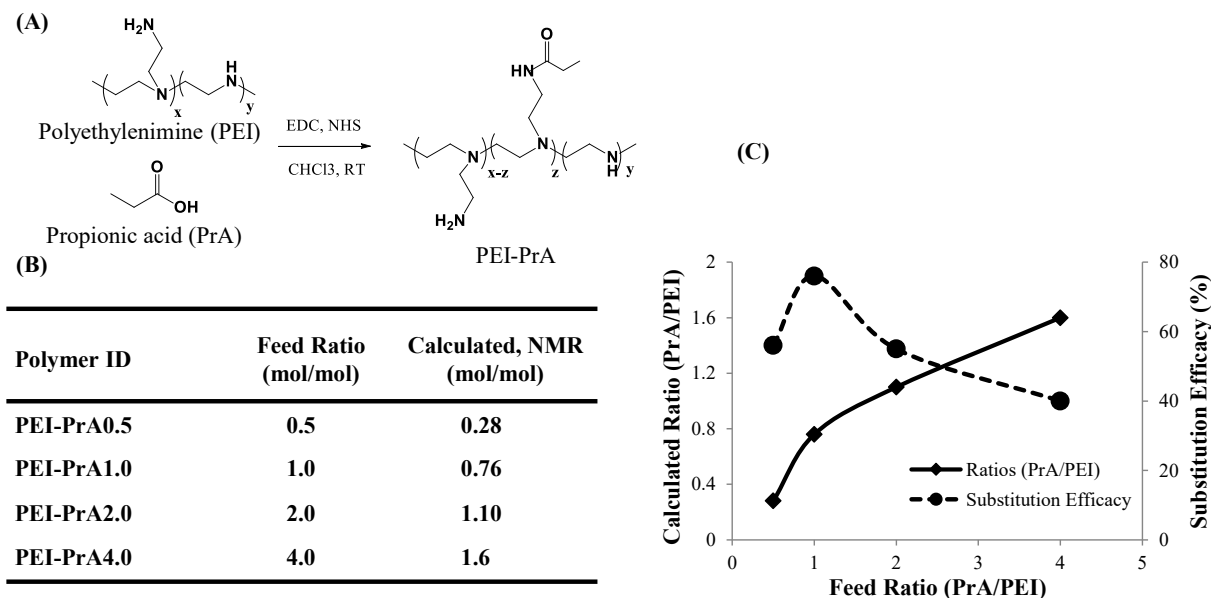 (A)
H₂N
N
x
H
N
y
Polyethylenimine (PEI)
O
OH
Propionic acid (PrA)
EDC, NHS
CHCl3, RT
O
HN
N
x-z
N
z
N
H
y
H₂N
PEI-PrA
(B)
Polymer ID Feed Ratio (mol/mol) Calculated, NMR (mol/mol)
PEI-PrA0.5 0.5 0.28
PEI-PrA1.0 1.0 0.76
PEI-PrA2.0 2.0 1.10
PEI-PrA4.0 4.0 1.6
(C)
Calculated Ratio (PrA/PEI)
2
1.6
1.2
0.8
0.4
0
80
60
40
20
0
Substitution Efficacy (%)
Ratios (PrA/PEI)
Substitution Efficacy
0 1 2 3 4 5
Feed Ratio (PrA/PEI)